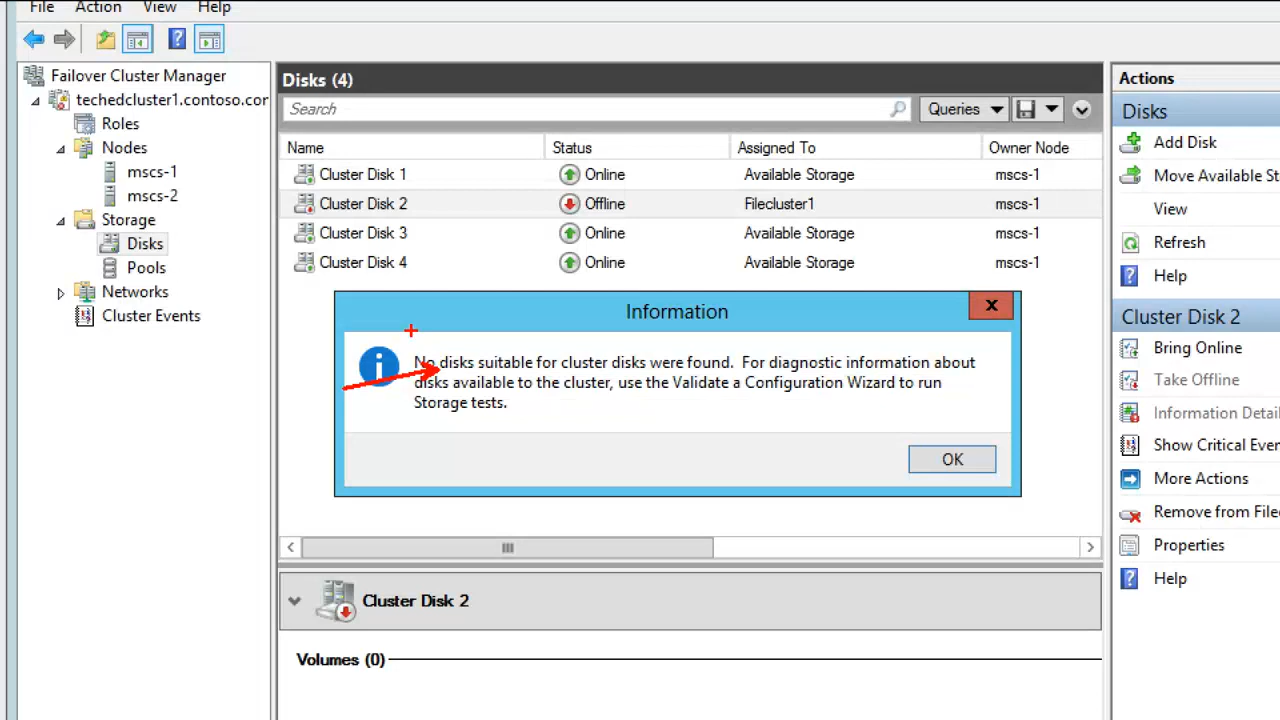 File Action View Help
Failover Cluster Manager
techedcluster1.contoso.cor
Roles
Nodes
mscs-1
mscs-2
Storage
Disks
Pools
Networks
Cluster Events
Disks (4)
Search
Queries
Name Status Assigned To Owner Node
Cluster Disk 1 Online Available Storage mscs-1
Cluster Disk 2 Offline Filecluster1 mscs-1
Cluster Disk 3 Online Available Storage mscs-1
Cluster Disk 4 Online Available Storage mscs-1
Information
x
No disks suitable for cluster disks were found. For diagnostic information about
disks available to the cluster, use the Validate a Configuration Wizard to run
Storage tests.
OK
Cluster Disk 2
Volumes (0)
Actions
Disks
Add Disk
Move Available St
View
Refresh
Help
Cluster Disk 2
Bring Online
Take Offline
Information Detai
Show Critical Ever
More Actions
Remove from Filec
Properties
Help